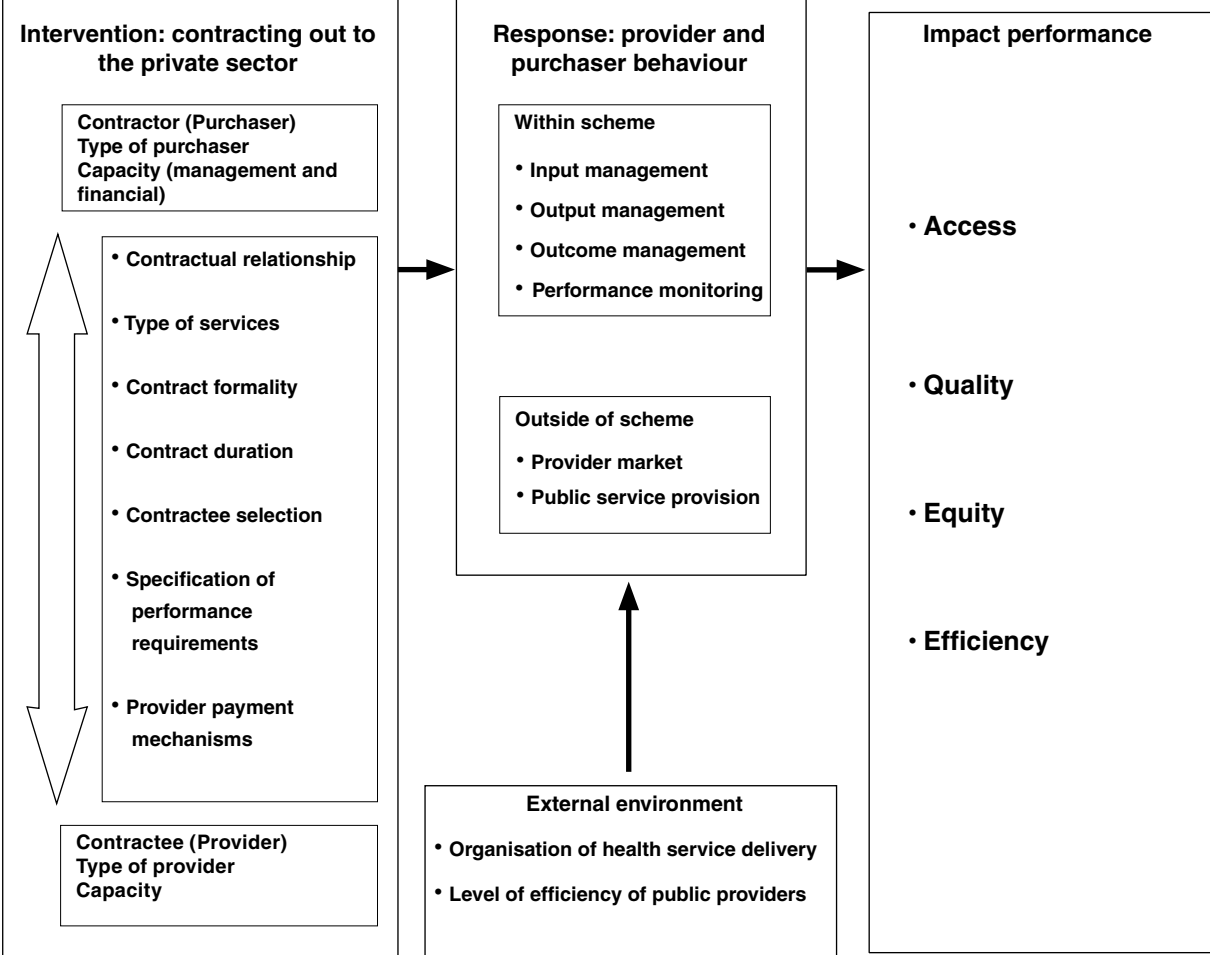 Intervention: contracting out to
the private sector
Contractor (Purchaser)
Type of purchaser
Capacity (management and
financial)
• Contractual relationship
• Type of services
• Contract formality
• Contract duration
• Contractee selection
• Specification of
performance
requirements
• Provider payment
mechanisms
Contractee (Provider)
Type of provider
Capacity
Response: provider and
purchaser behaviour
Within scheme
• Input management
• Output management
• Outcome management
• Performance monitoring
Outside of scheme
• Provider market
• Public service provision
External environment
• Organisation of health service delivery
• Level of efficiency of public providers
Impact performance
• Access
• Quality
• Equity
• Efficiency